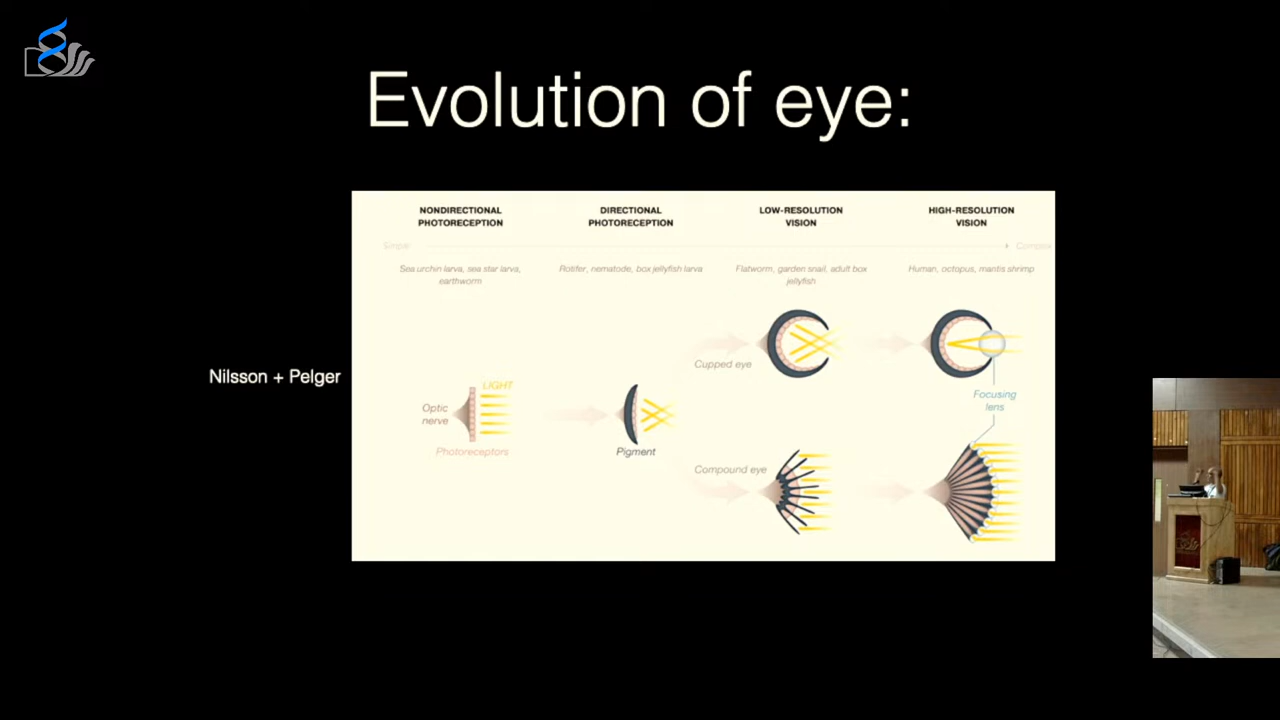 Evolution of eye:
NONDIRECTIONAL
PHOTORECEPTION
DIRECTIONAL
PHOTORECEPTION
LOW-RESOLUTION
VISION
HIGH-RESOLUTION
VISION
Simple
Complex
Sea urchin larva, sea star larva,
earthworm
Rotifer, nematode, box jellyfish larva
Flatworm, garden snail, adult box
jellyfish
Human, octopus, mantis shrimp
Cupped eye
Nilsson + Pelger
LIGHT
Optic
nerve
Photoreceptors
Pigment
Focusing
lens
Compound eye